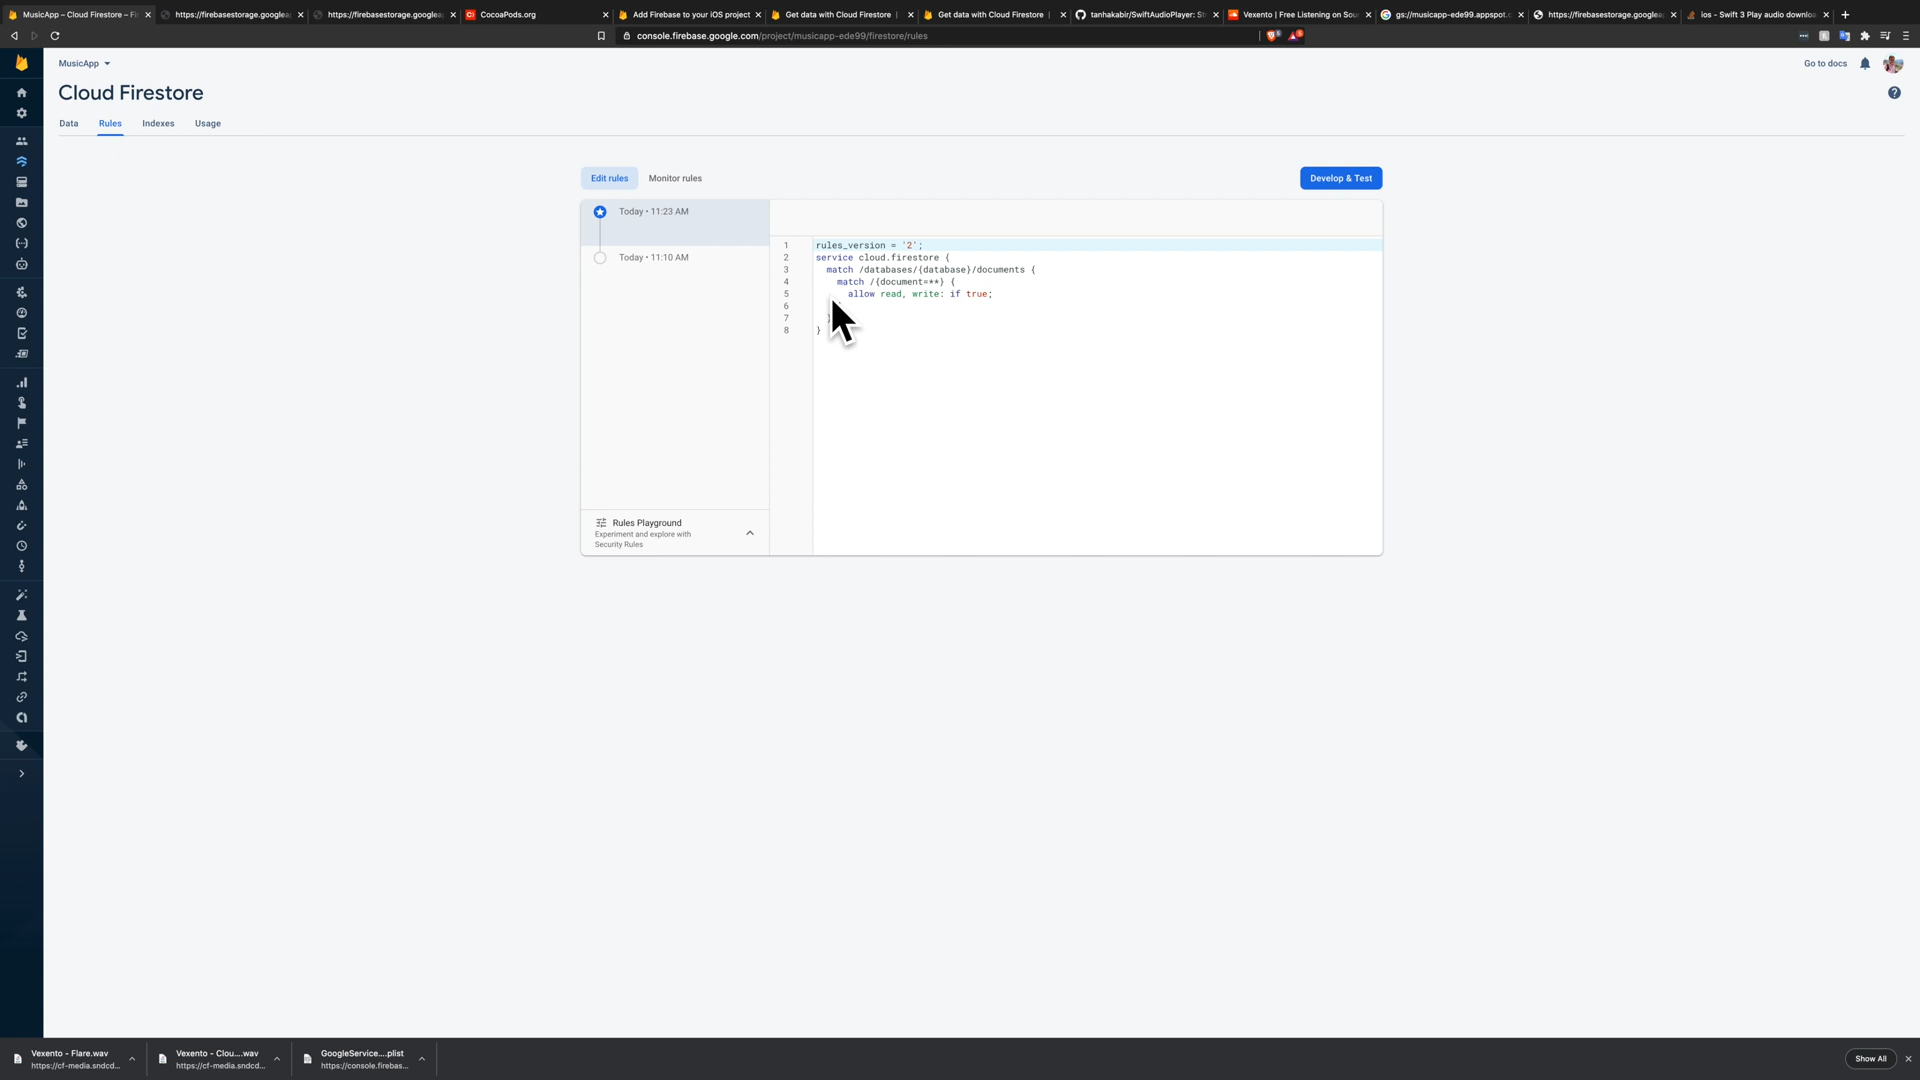 MusicApp – Cloud Firestore – Fi
https://firebasestorage.googlea
https://firebasestorage.googlea
CocoaPods.org
Add Firebase to your iOS project
Get data with Cloud Firestore |
Get data with Cloud Firestore |
tanhakabir/SwiftAudioPlayer: St
Vexento | Free Listening on Sou
gs://musicapp-ede99.appspot.c
https://firebasestorage.googlea
ios - Swift 3 Play audio downloa
console.firebase.google.com/project/musicapp-ede99/firestore/rules
MusicApp
Go to docs
Cloud Firestore
Data
Rules
Indexes
Usage
Edit rules
Monitor rules
Develop & Test
Today • 11:23 AM
Today • 11:10 AM
1 rules_version = '2';
2 service cloud.firestore {
3 match /databases/{database}/documents {
4 match /{document=**} {
5 allow read, write: if true;
6
7 }
8 }
Rules Playground
Experiment and explore with
Security Rules
Vexento - Flare.wav
https://cf-media.sndcd...
Vexento - Clou....wav
https://cf-media.sndcd...
GoogleService....plist
https://console.firebas...
Show All